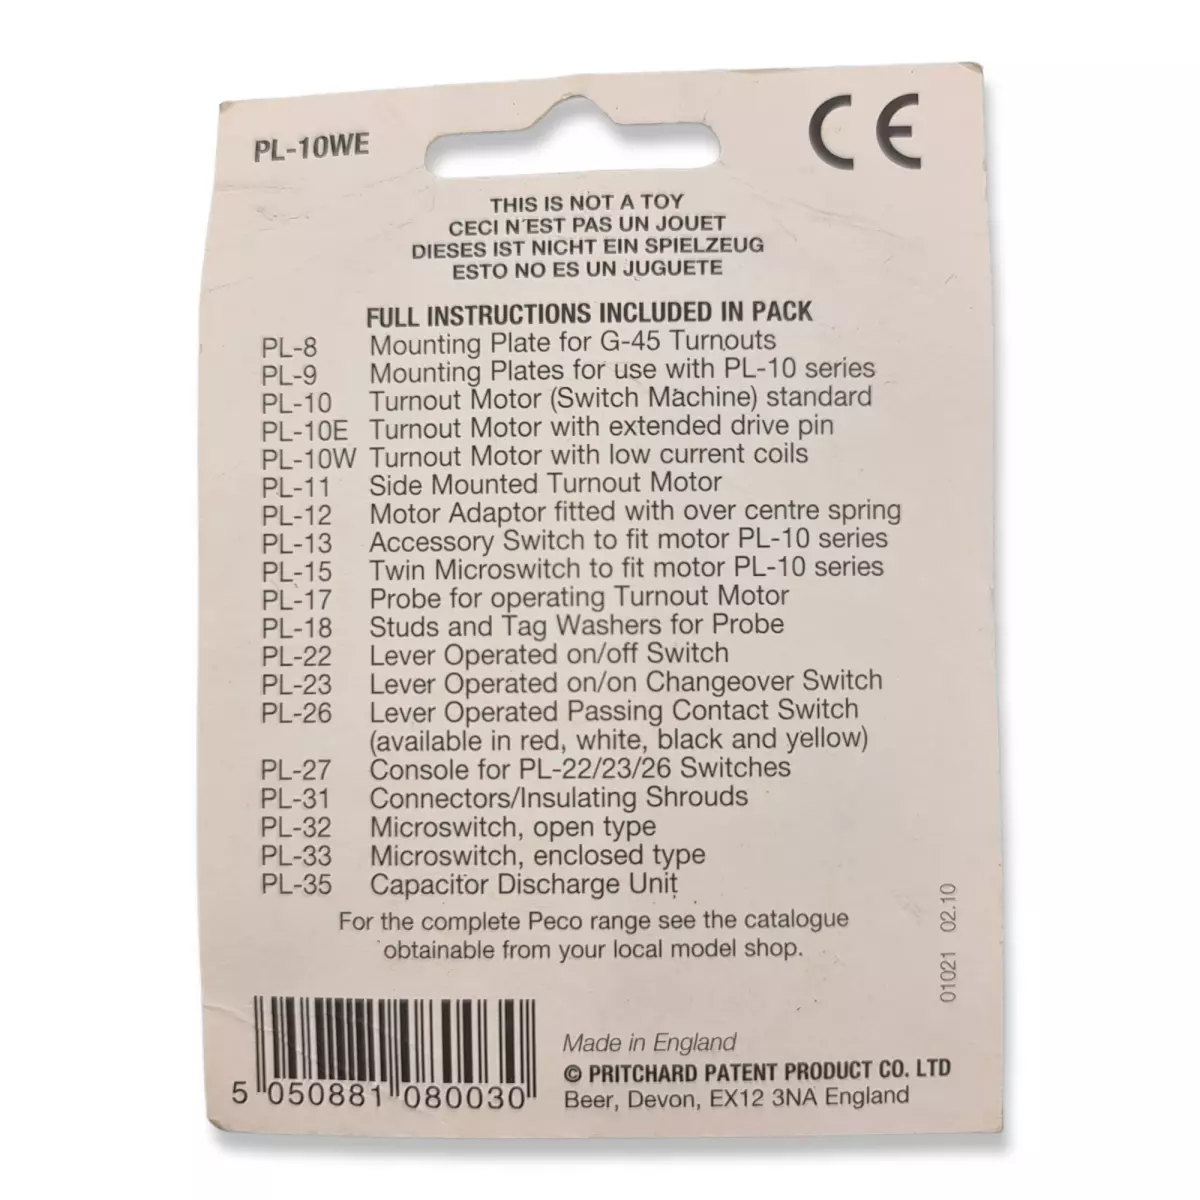 PL-10WE
CE
THIS IS NOT A TOY
CECI N'EST PAS UN JOUET
DIESES IST NICHT EIN SPIELZEUG
ESTO NO ES UN JUGUETE
FULL INSTRUCTIONS INCLUDED IN PACK
PL-8 Mounting Plate for G-45 Turnouts
PL-9 Mounting Plates for use with PL-10 series
PL-10 Turnout Motor (Switch Machine) standard
PL-10E Turnout Motor with extended drive pin
PL-10W Turnout Motor with low current coils
PL-11 Side Mounted Turnout Motor
PL-12 Motor Adaptor fitted with over centre spring
PL-13 Accessory Switch to fit motor PL-10 series
PL-15 Twin Microswitch to fit motor PL-10 series
PL-17 Probe for operating Turnout Motor
PL-18 Studs and Tag Washers for Probe
PL-22 Lever Operated on/off Switch
PL-23 Lever Operated on/on Changeover Switch
PL-26 Lever Operated Passing Contact Switch
(available in red, white, black and yellow)
PL-27 Console for PL-22/23/26 Switches
PL-31 Connectors/Insulating Shrouds
PL-32 Microswitch, open type
PL-33 Microswitch, enclosed type
PL-35 Capacitor Discharge Unit
For the complete Peco range see the catalogue
obtainable from your local model shop.
01021 02.10
Made in England
© PRITCHARD PATENT PRODUCT CO. LTD
Beer, Devon, EX12 3NA England
5 050881 080030